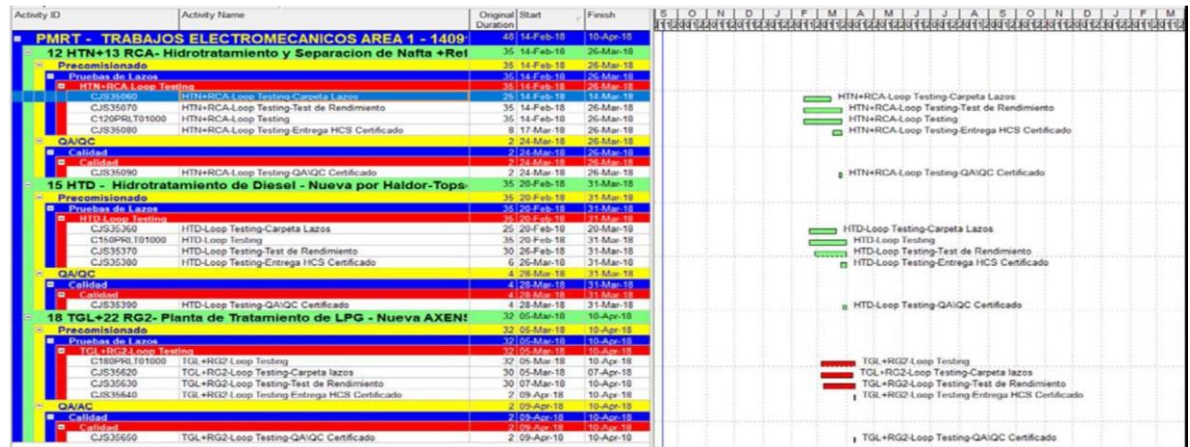 Activity ID Activity Name Original Duration Start Finish S O N D J F M A M J J A S O N D J F M
PMRT - TRABAJOS ELECTROMECANICOS AREA 1 - 1409 48 14-Feb-18 10-Apr-18
12 HTN+13 RCA- Hidrotratamiento y Separacion de Nafta +Ref 35 14-Feb-18 26-Mar-18
Precomisionado 35 14-Feb-18 26-Mar-18
Pruebas de Lazos 35 14-Feb-18 26-Mar-18
HTN+RCA-Loop Testing 35 14-Feb-18 26-Mar-18
CJS35060 HTN+RCA-Loop Testing-Carpeta Lazos 25 14-Feb-18 14-Mar-18 HTN+RCA-Loop Testing-Carpeta Lazos
CJS35070 HTN+RCA-Loop Testing-Test de Rendimiento 35 14-Feb-18 26-Mar-18 HTN+RCA-Loop Testing-Test de Rendimiento
C120PRLT01000 HTN+RCA-Loop Testing 35 14-Feb-18 26-Mar-18 HTN+RCA-Loop Testing
CJS35080 HTN+RCA-Loop Testing-Entrega HCS Certificado 8 17-Mar-18 26-Mar-18 HTN+RCA-Loop Testing-Entrega HCS Certificado
QA/QC 2 24-Mar-18 26-Mar-18
Calidad 2 24-Mar-18 26-Mar-18
Calidad 2 24-Mar-18 26-Mar-18
CJS35090 HTN+RCA-Loop Testing-QA\QC Certificado 2 24-Mar-18 26-Mar-18 HTN+RCA-Loop Testing-QA\QC Certificado
15 HTD - Hidrotratamiento de Diesel - Nueva por Haldor-Tops 35 20-Feb-18 31-Mar-18
Precomisionado 35 20-Feb-18 31-Mar-18
Pruebas de Lazos 35 20-Feb-18 31-Mar-18
HTD-Loop Testing 35 20-Feb-18 31-Mar-18
CJS35360 HTD-Loop Testing-Carpeta Lazos 25 20-Feb-18 20-Mar-18 HTD-Loop Testing-Carpeta Lazos
C150PRLT01000 HTD-Loop Testing 35 20-Feb-18 31-Mar-18 HTD-Loop Testing
CJS35370 HTD-Loop Testing-Test de Rendimiento 30 26-Feb-18 31-Mar-18 HTD-Loop Testing-Test de Rendimiento
CJS35380 HTD-Loop Testing-Entrega HCS Certificado 6 26-Mar-18 31-Mar-18 HTD-Loop Testing-Entrega HCS Certificado
QA/QC 4 28-Mar-18 31-Mar-18
Calidad 4 28-Mar-18 31-Mar-18
Calidad 4 28-Mar-18 31-Mar-18
CJS35390 HTD-Loop Testing-QA\QC Certificado 4 28-Mar-18 31-Mar-18 HTD-Loop Testing-QA\QC Certificado
18 TGL+22 RG2- Planta de Tratamiento de LPG - Nueva AXENS 32 05-Mar-18 10-Apr-18
Precomisionado 32 05-Mar-18 10-Apr-18
Pruebas de Lazos 32 05-Mar-18 10-Apr-18
TGL+RG2-Loop Testing 32 05-Mar-18 10-Apr-18
C180PRLT01000 TGL+RG2-Loop Testing 32 05-Mar-18 10-Apr-18 TGL+RG2-Loop Testing
CJS35620 TGL+RG2-Loop Testing-Carpeta lazos 30 05-Mar-18 07-Apr-18 TGL+RG2-Loop Testing-Carpeta lazos
CJS35630 TGL+RG2-Loop Testing-Test de Rendimiento 30 07-Mar-18 10-Apr-18 TGL+RG2-Loop Testing-Test de Rendimiento
CJS35640 TGL+RG2-Loop Testing-Entrega HCS Certificado 2 09-Apr-18 10-Apr-18 TGL+RG2-Loop Testing-Entrega HCS Certificado
QA/AC 2 09-Apr-18 10-Apr-18
Calidad 2 09-Apr-18 10-Apr-18
Calidad 2 09-Apr-18 10-Apr-18
CJS35650 TGL+RG2-Loop Testing-QA\QC Certificado 2 09-Apr-18 10-Apr-18 TGL+RG2-Loop Testing-QA\QC Certificado